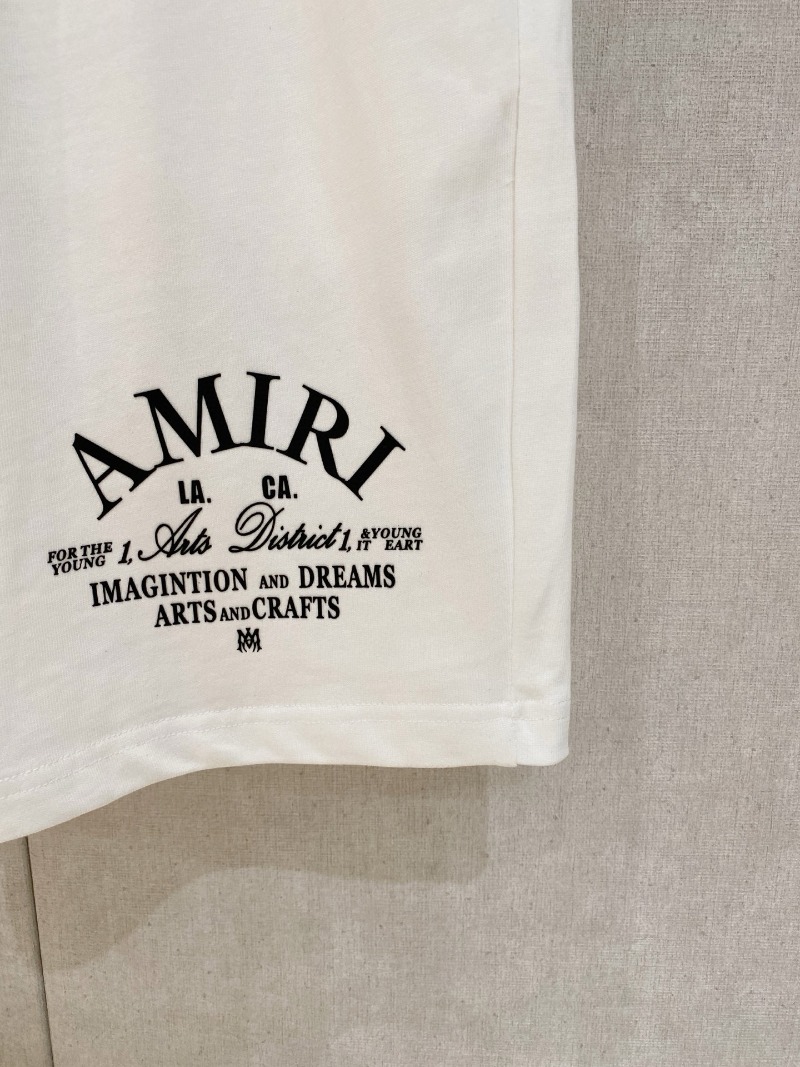 AMIRI
LA. CA.
FOR THE YOUNG 1, Arts District 1, &YOUNG IT EART
IMAGINTION AND DREAMS
ARTS AND CRAFTS
MA